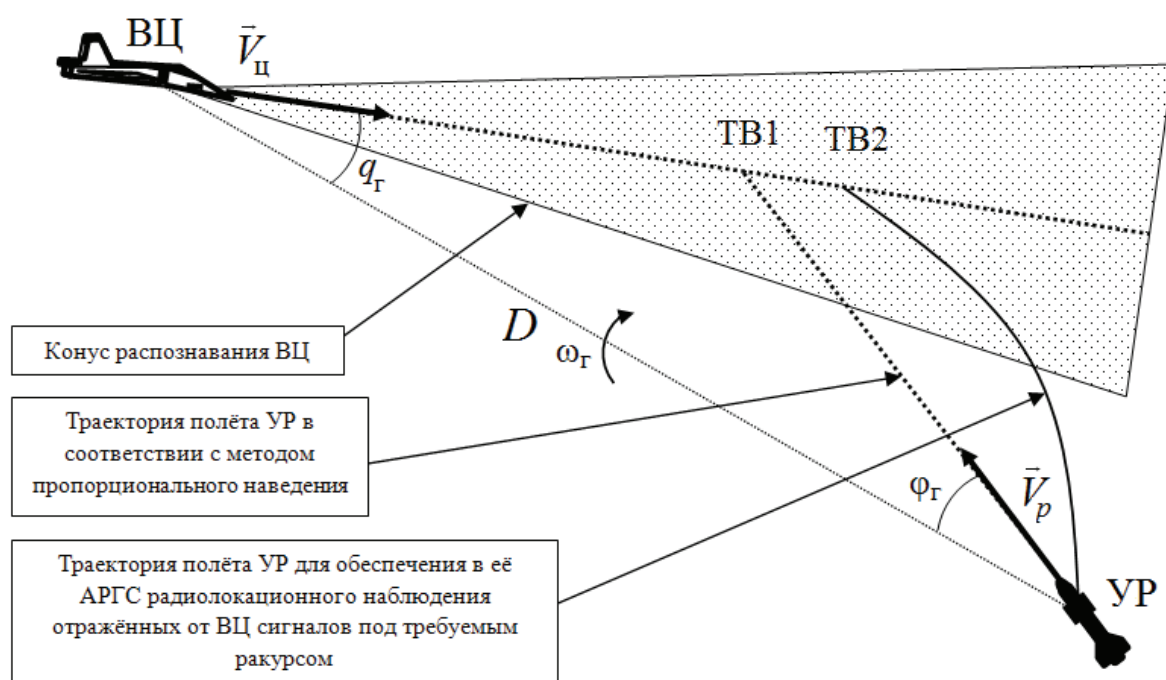 ВЦ
V⃗ц
ТВ1
ТВ2
qг
D
ωг
Конус распознавания ВЦ
Траектория полёта УР в
соответствии с методом
пропорционального наведения
φг
V⃗p
УР
Траектория полёта УР для обеспечения в её
АРГС радиолокационного наблюдения
отражённых от ВЦ сигналов под требуемым
ракурсом